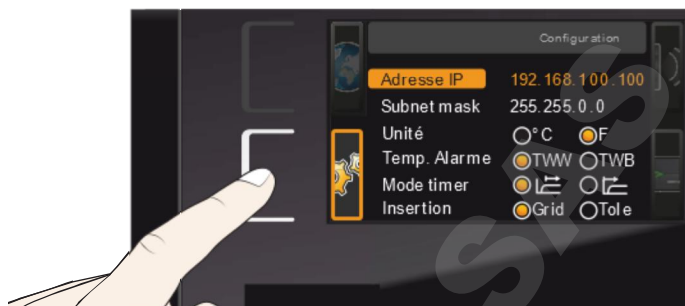 Configuration
Adresse IP 192.168.100.100
Subnet mask 255.255.0.0
Unité °C F
Temp. Alarme TWW TWB
Mode timer
Insertion Grid Tole
SAS